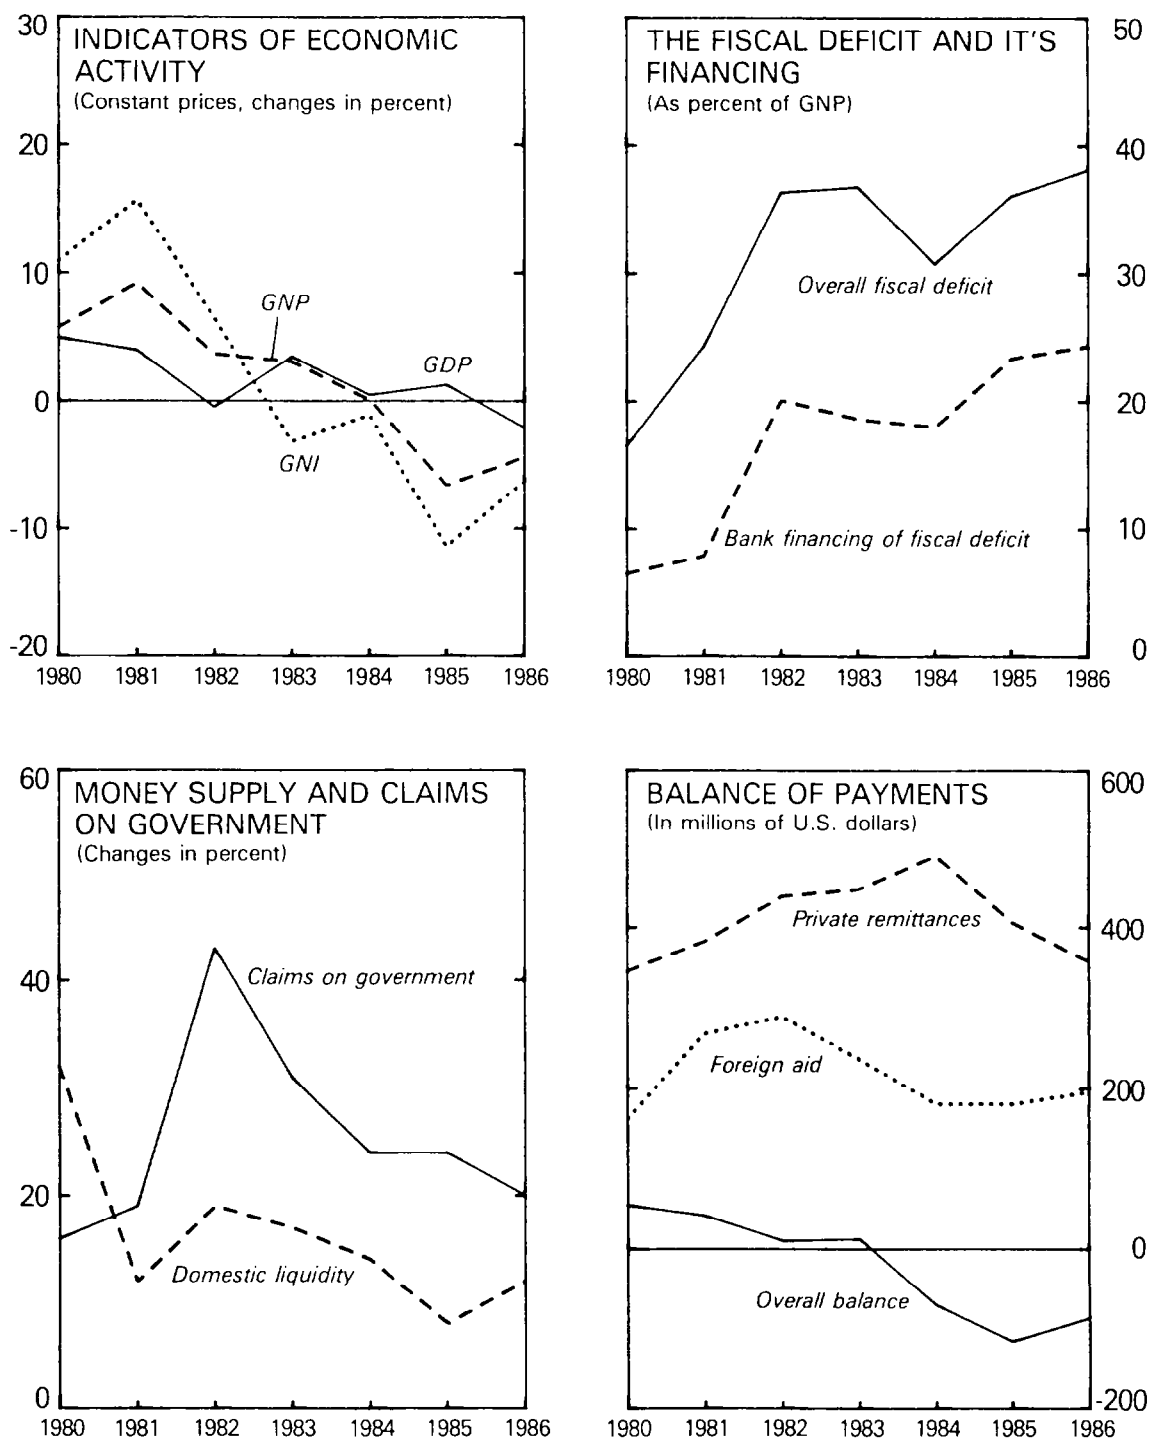 INDICATORS OF ECONOMIC
ACTIVITY
(Constant prices, changes in percent)
30
20
10
0
-10
-20
GNP
GDP
GNI
1980 1981 1982 1983 1984 1985 1986
THE FISCAL DEFICIT AND IT'S
FINANCING
(As percent of GNP)
50
40
30
20
10
0
Overall fiscal deficit
Bank financing of fiscal deficit
1980 1981 1982 1983 1984 1985 1986
MONEY SUPPLY AND CLAIMS
ON GOVERNMENT
(Changes in percent)
60
40
20
0
Claims on government
Domestic liquidity
1980 1981 1982 1983 1984 1985 1986
BALANCE OF PAYMENTS
(In millions of U.S. dollars)
600
400
200
0
-200
Private remittances
Foreign aid
Overall balance
1980 1981 1982 1983 1984 1985 1986